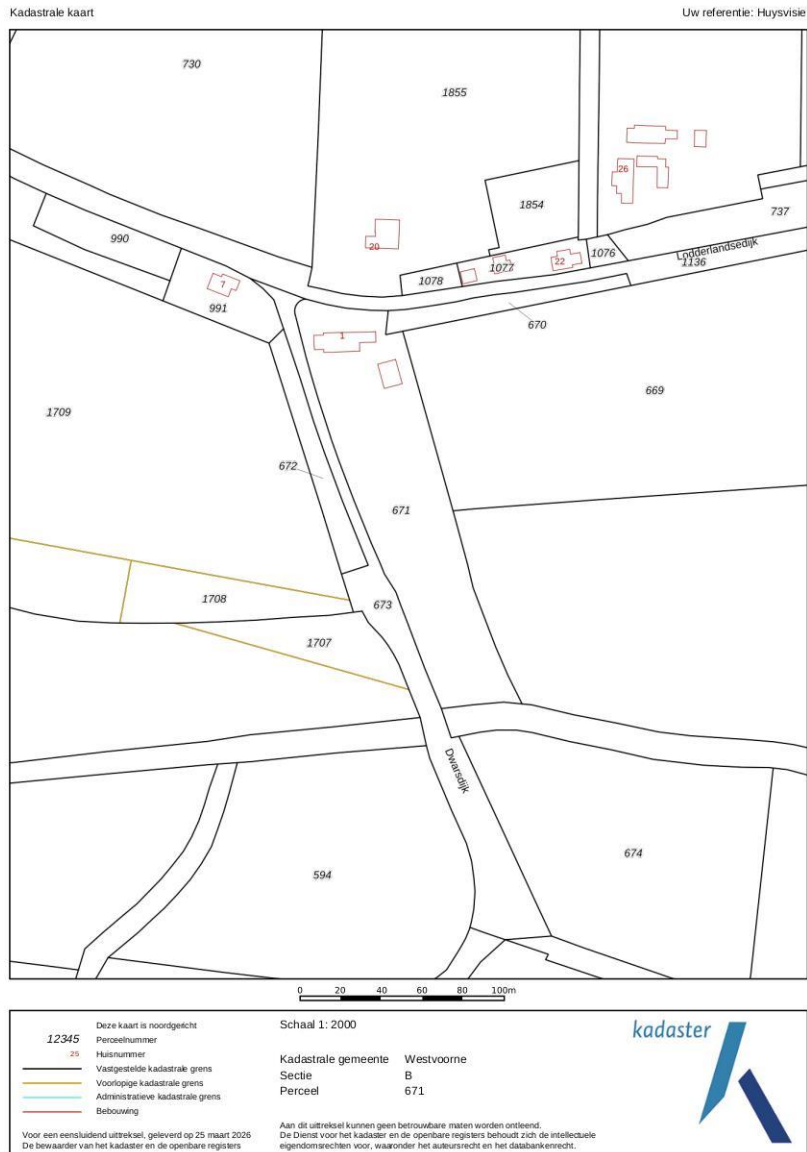 Kadastrale kaart
Uw referentie: Huysvisie
730
1855
26
1854
737
990
20
Lodderlandsedijk
1076
1136
22
1077
1078
7
991
670
1
669
1709
672
671
1708
673
1707
Dwarsdijk
674
594
0 20 40 60 80 100m
Deze kaart is noordgericht
12345 Perceelnummer
25 Huisnummer
Vastgestelde kadastrale grens
Voorlopige kadastrale grens
Administratieve kadastrale grens
Bebouwing
Voor een eensluidend uittreksel, geleverd op 25 maart 2026
De bewaarder van het kadaster en de openbare registers
Schaal 1: 2000
Kadastrale gemeente Westvoorne
Sectie B
Perceel 671
Aan dit uittreksel kunnen geen betrouwbare maten worden ontleend.
De Dienst voor het kadaster en de openbare registers behoudt zich de intellectuele
eigendomsrechten voor, waaronder het auteursrecht en het databankenrecht.
kadaster